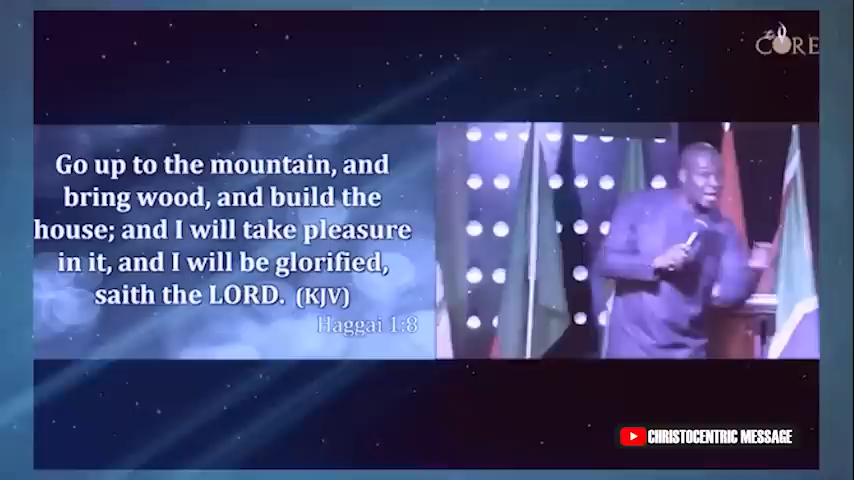 CORE
Go up to the mountain, and
bring wood, and build the
house; and I will take pleasure
in it, and I will be glorified,
saith the LORD. (KJV)
Haggai 1:8
CHRISTOCENTRIC MESSAGE